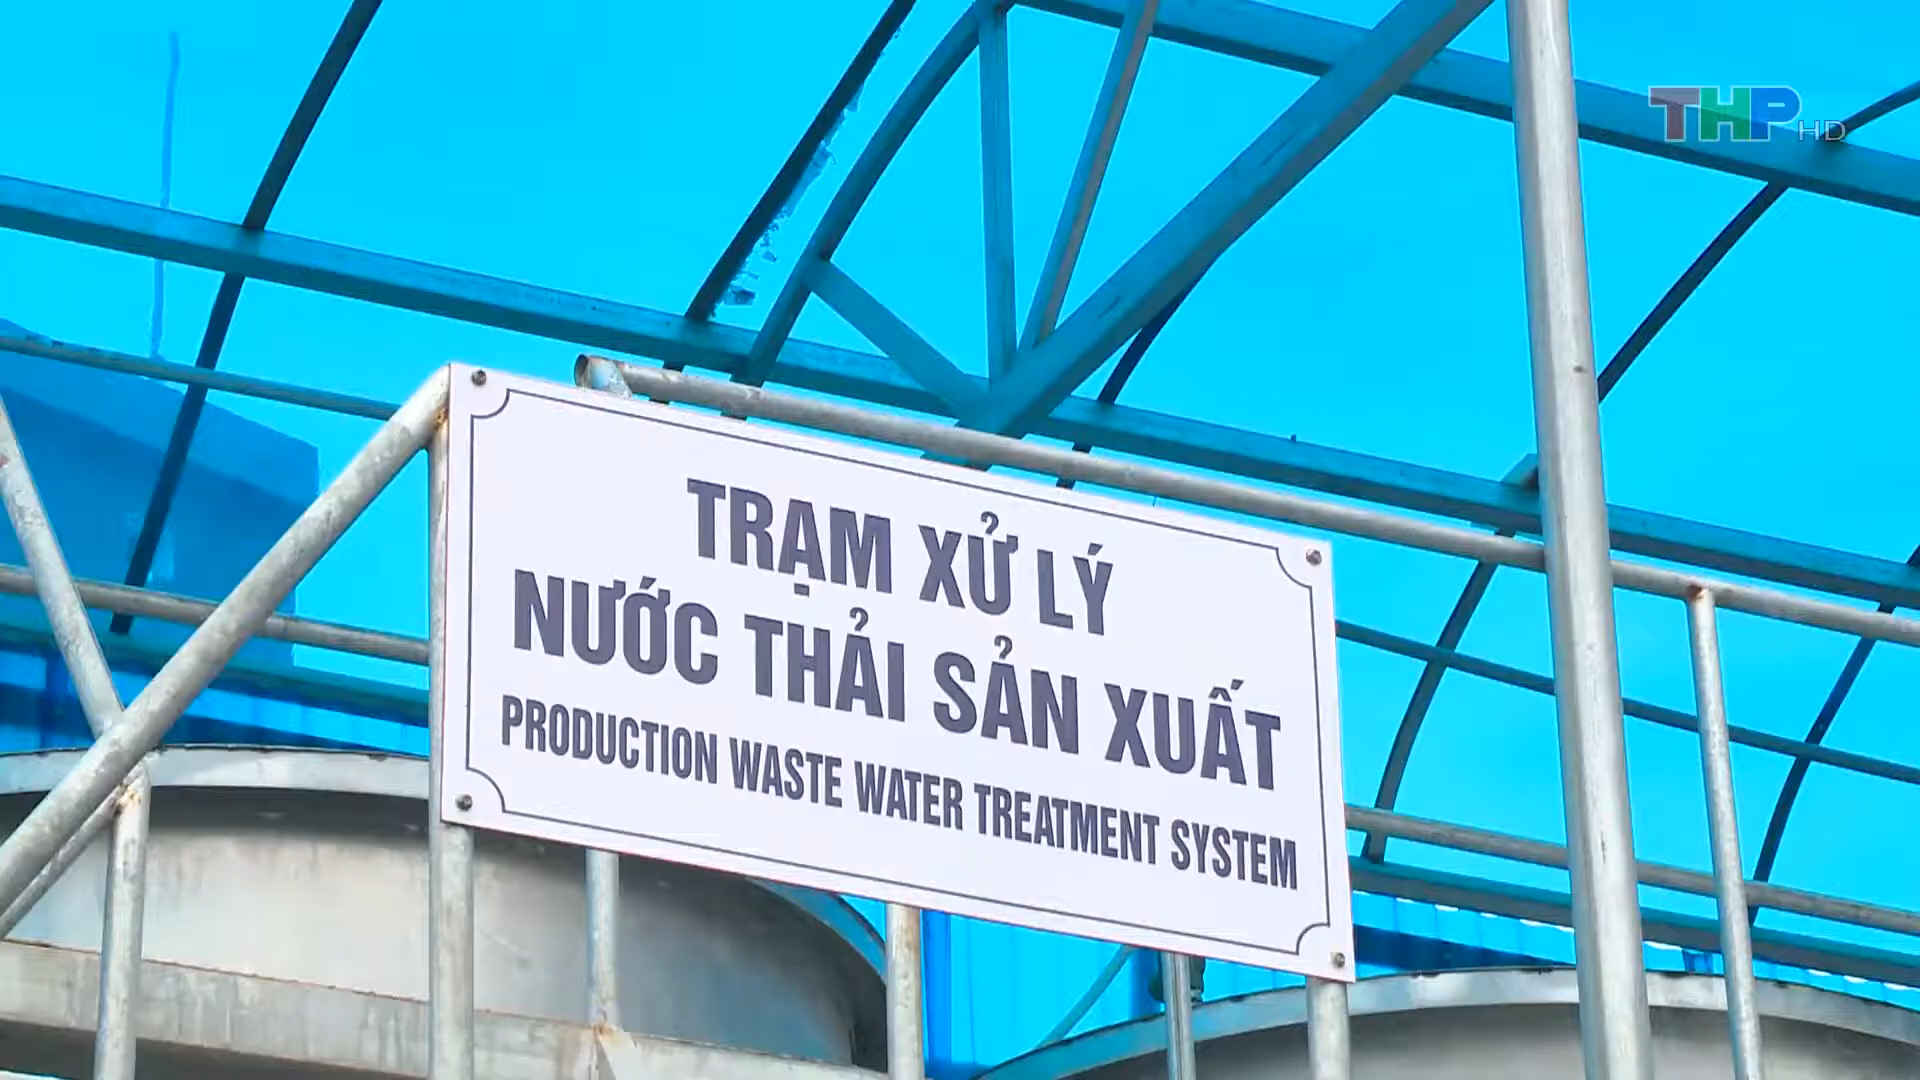 THP HD
TRẠM XỬ LÝ
NƯỚC THẢI SẢN XUẤT
PRODUCTION WASTE WATER TREATMENT SYSTEM